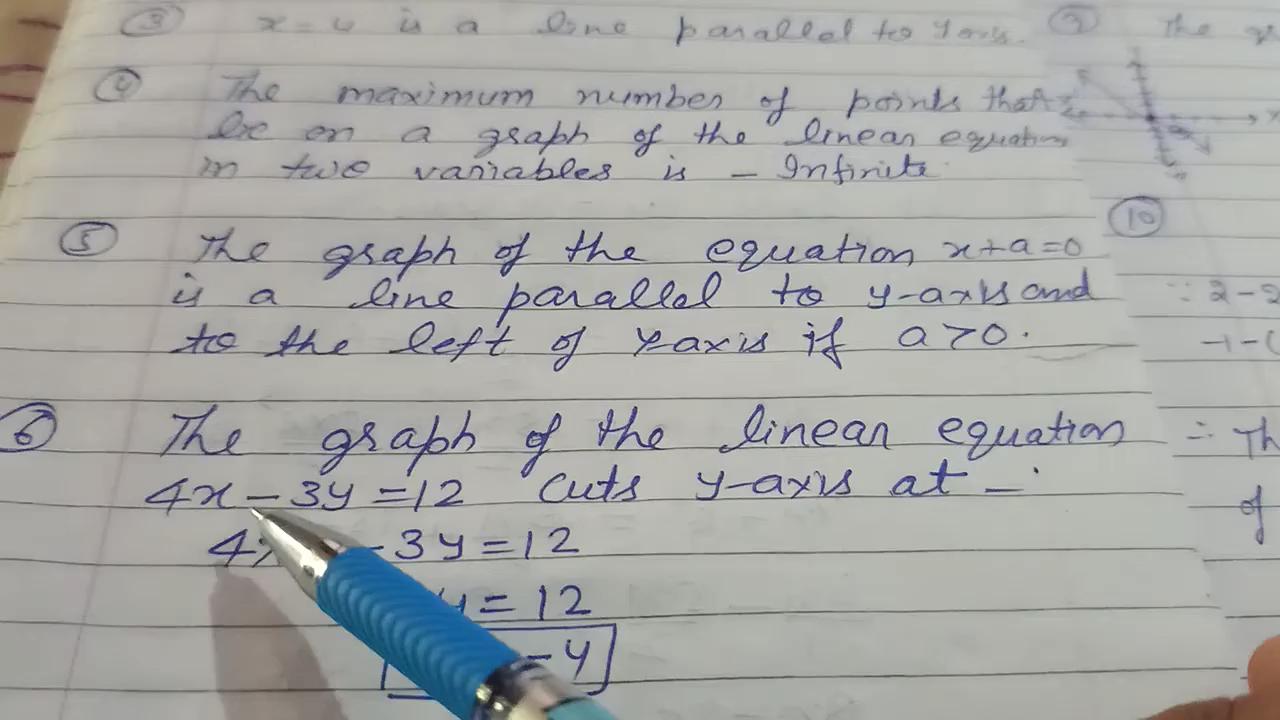 ③ x=4 is a line parallel to Y axis.
④ The maximum number of points that
lie on a graph of the linear equation
in two variables is - Infinite
⑤ The graph of the equation x+a=0
is a line parallel to y-axis and
to the left of y-axis if a>0.
⑥ The graph of the linear equation
4x-3y=12 cuts y-axis at -
4 -3y=12
y=12
-4
⑦ The
⑩
∵ 2-2
-1-(
∴ Th
of